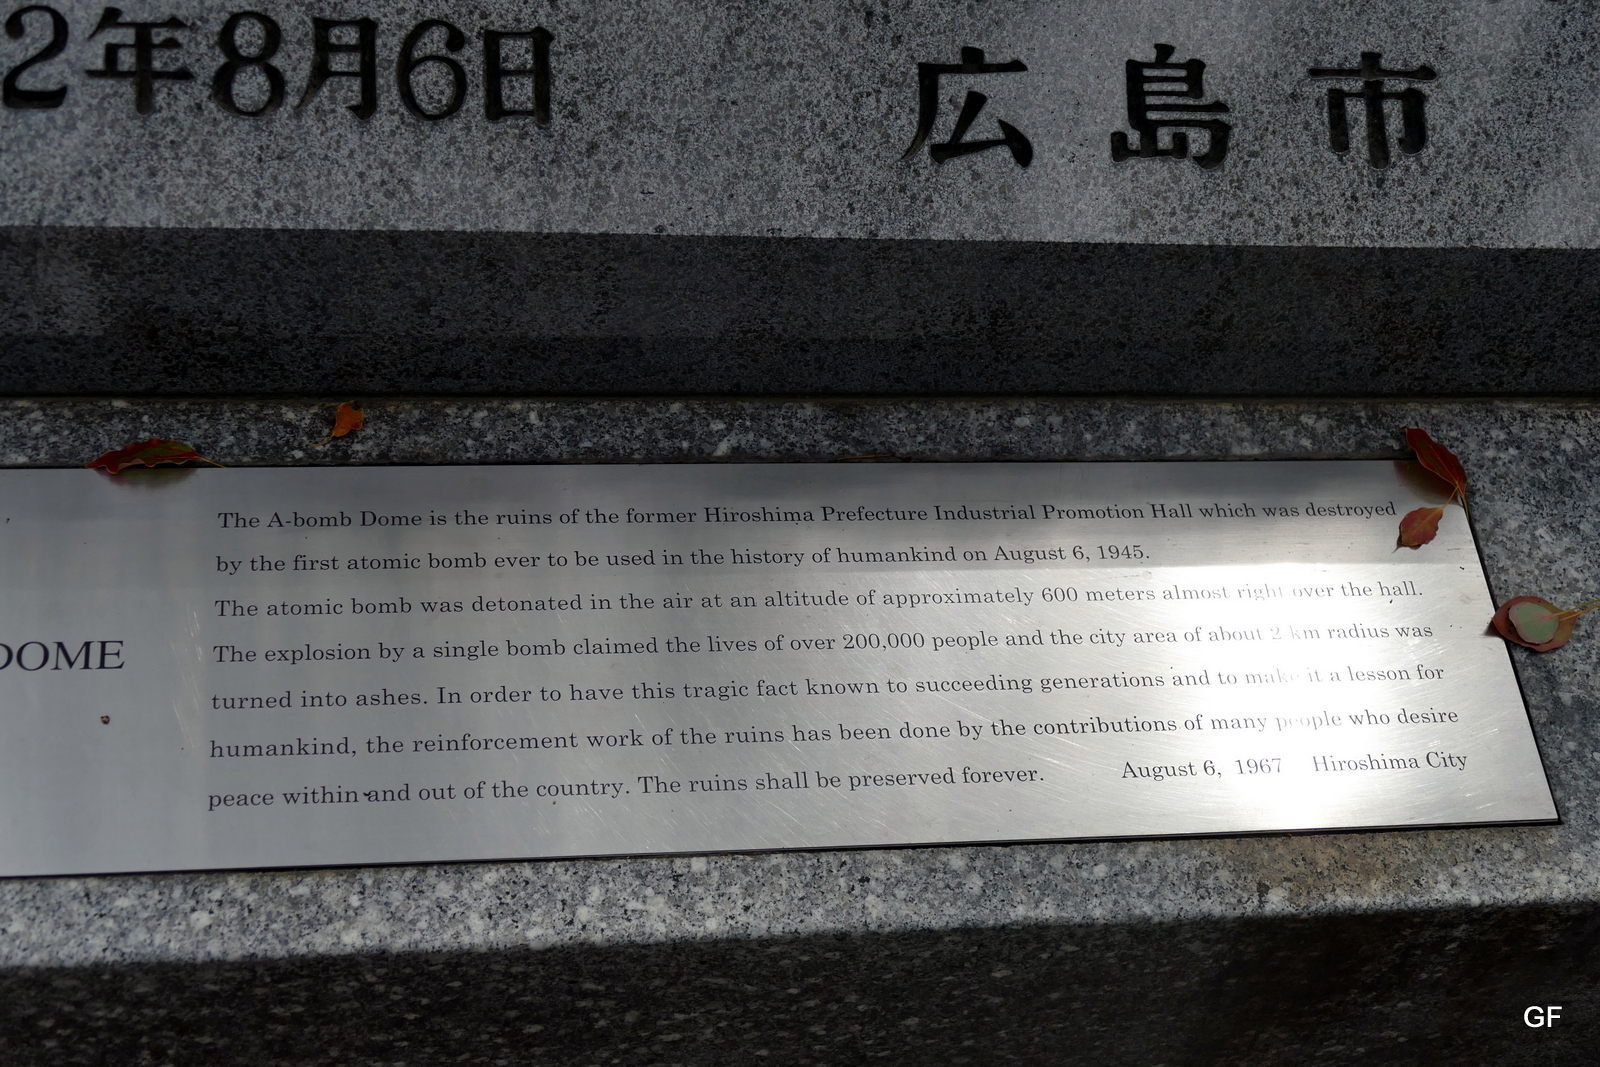 2年8月6日
広島市
DOME
The A-bomb Dome is the ruins of the former Hiroshima Prefecture Industrial Promotion Hall which was destroyed
by the first atomic bomb ever to be used in the history of humankind on August 6, 1945.
The atomic bomb was detonated in the air at an altitude of approximately 600 meters almost right over the hall.
The explosion by a single bomb claimed the lives of over 200,000 people and the city area of about 2 km radius was
turned into ashes. In order to have this tragic fact known to succeeding generations and to make it a lesson for
humankind, the reinforcement work of the ruins has been done by the contributions of many people who desire
peace within and out of the country. The ruins shall be preserved forever.
August 6, 1967 Hiroshima City
GF